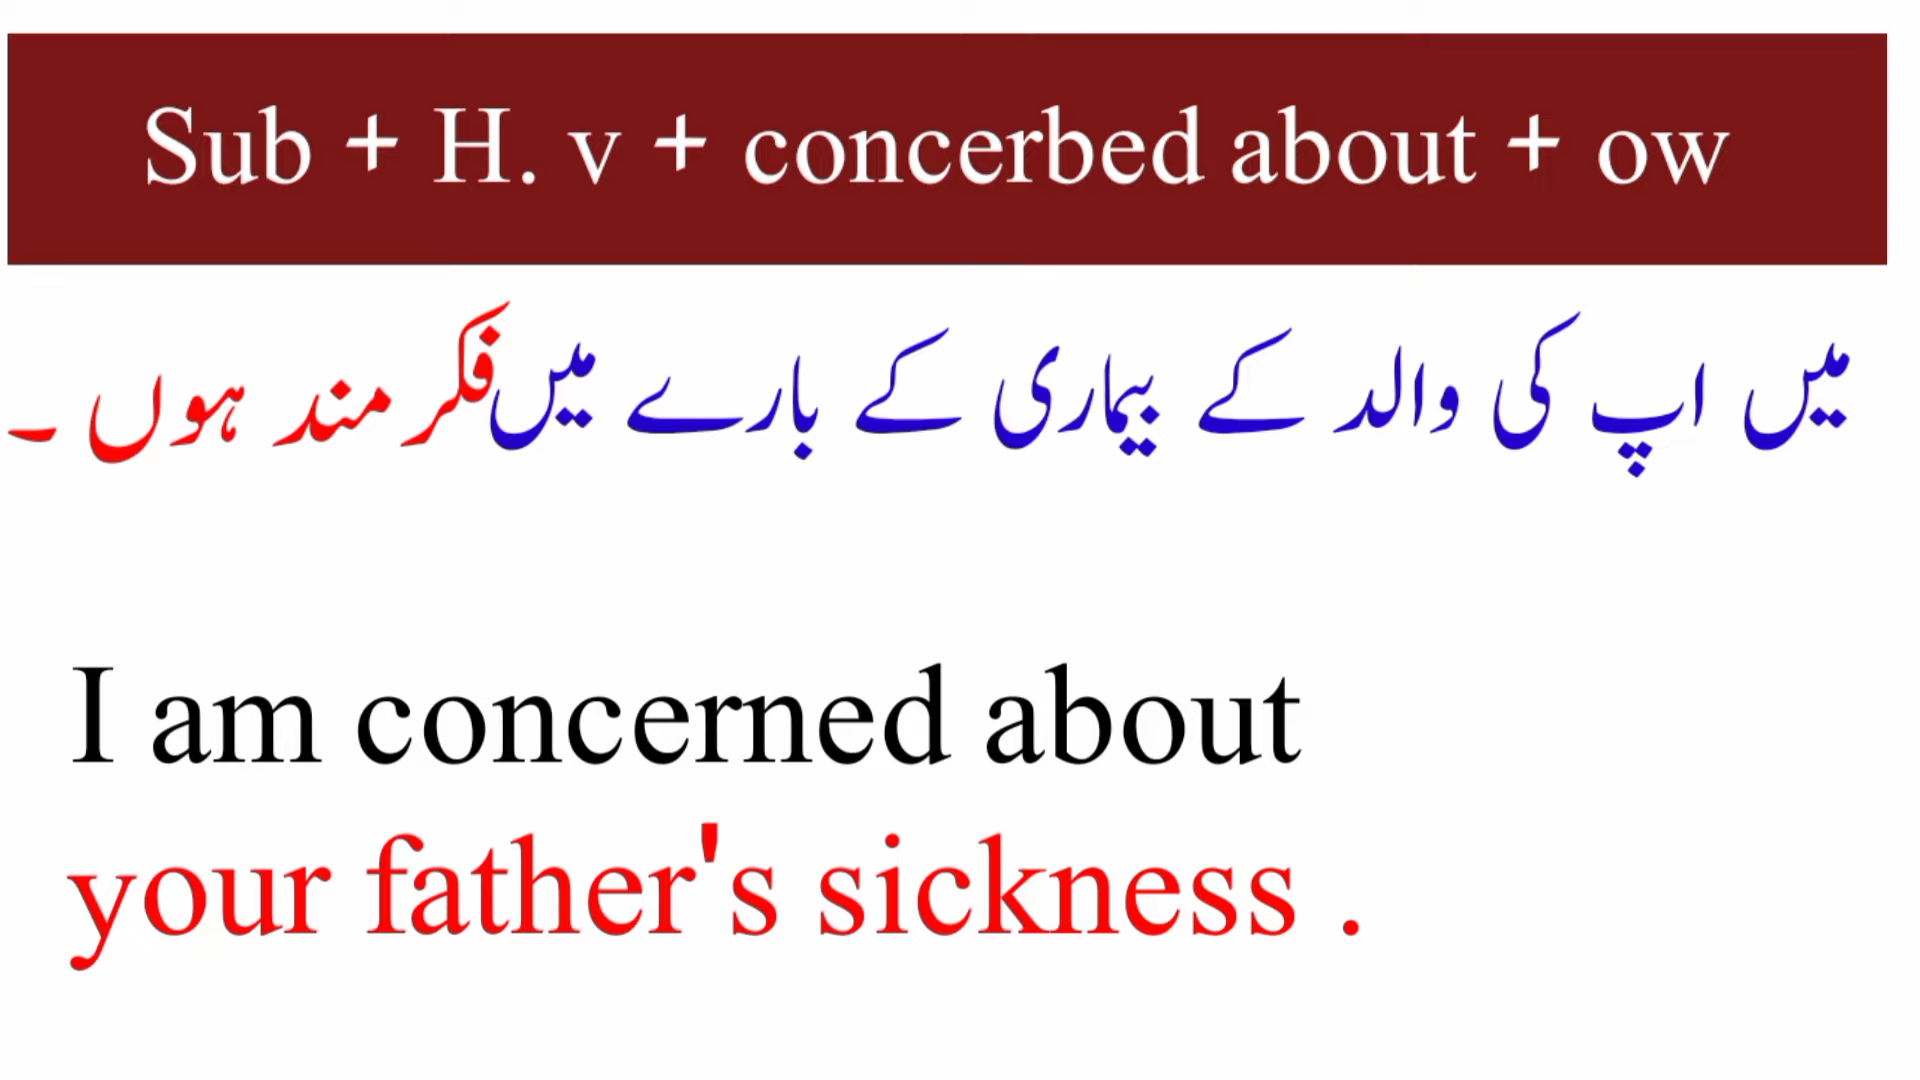 Sub + H. v + concerbed about + ow
میں اپ کی والد کے بیماری کے بارے میں فکر مند ہوں ۔
I am concerned about
your father's sickness .